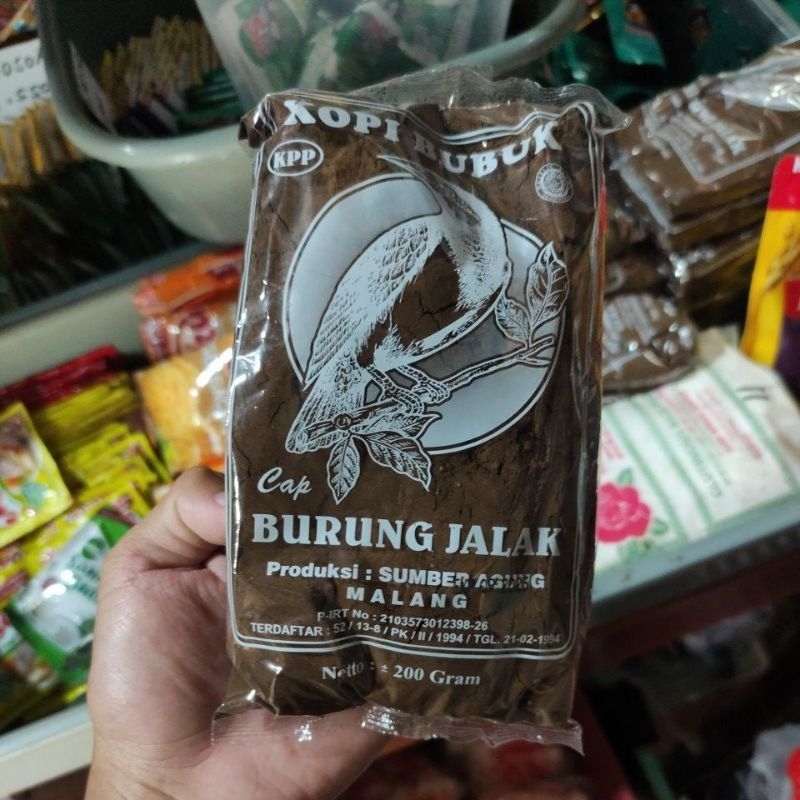 KOPI BUBUK
KPP
Cap
BURUNG JALAK
Produksi : SUMBER AGUNG
MALANG
P-IRT No : 2103573012398-26
TERDAFTAR : 52 / 13-8 / PK / II / 1994 / TGL. 21-02-1994
Netto : ± 200 Gram